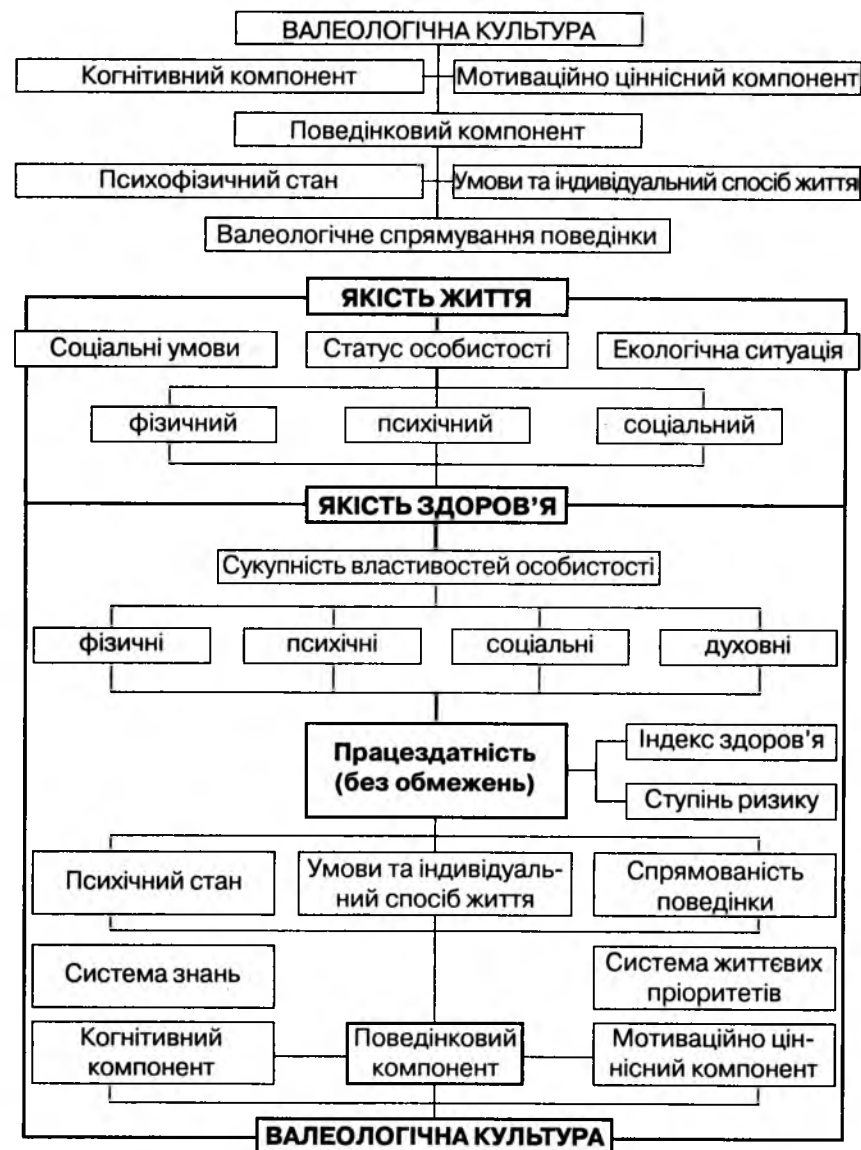 ВАЛЕОЛОГІЧНА КУЛЬТУРА
Когнітивний компонент
Мотиваційно ціннісний компонент
Поведінковий компонент
Психофізичний стан
Умови та індивідуальний спосіб життя
Валеологічне спрямування поведінки
ЯКІСТЬ ЖИТТЯ
Соціальні умови
Статус особистості
Екологічна ситуація
фізичний
психічний
соціальний
ЯКІСТЬ ЗДОРОВ'Я
Сукупність властивостей особистості
фізичні
психічні
соціальні
духовні
Працездатність
(без обмежень)
Індекс здоров'я
Ступінь ризику
Психічний стан
Умови та індивідуаль-
ний спосіб життя
Спрямованість
поведінки
Система знань
Система життєвих
пріоритетів
Когнітивний
компонент
Поведінковий
компонент
Мотиваційно цін-
нісний компонент
ВАЛЕОЛОГІЧНА КУЛЬТУРА